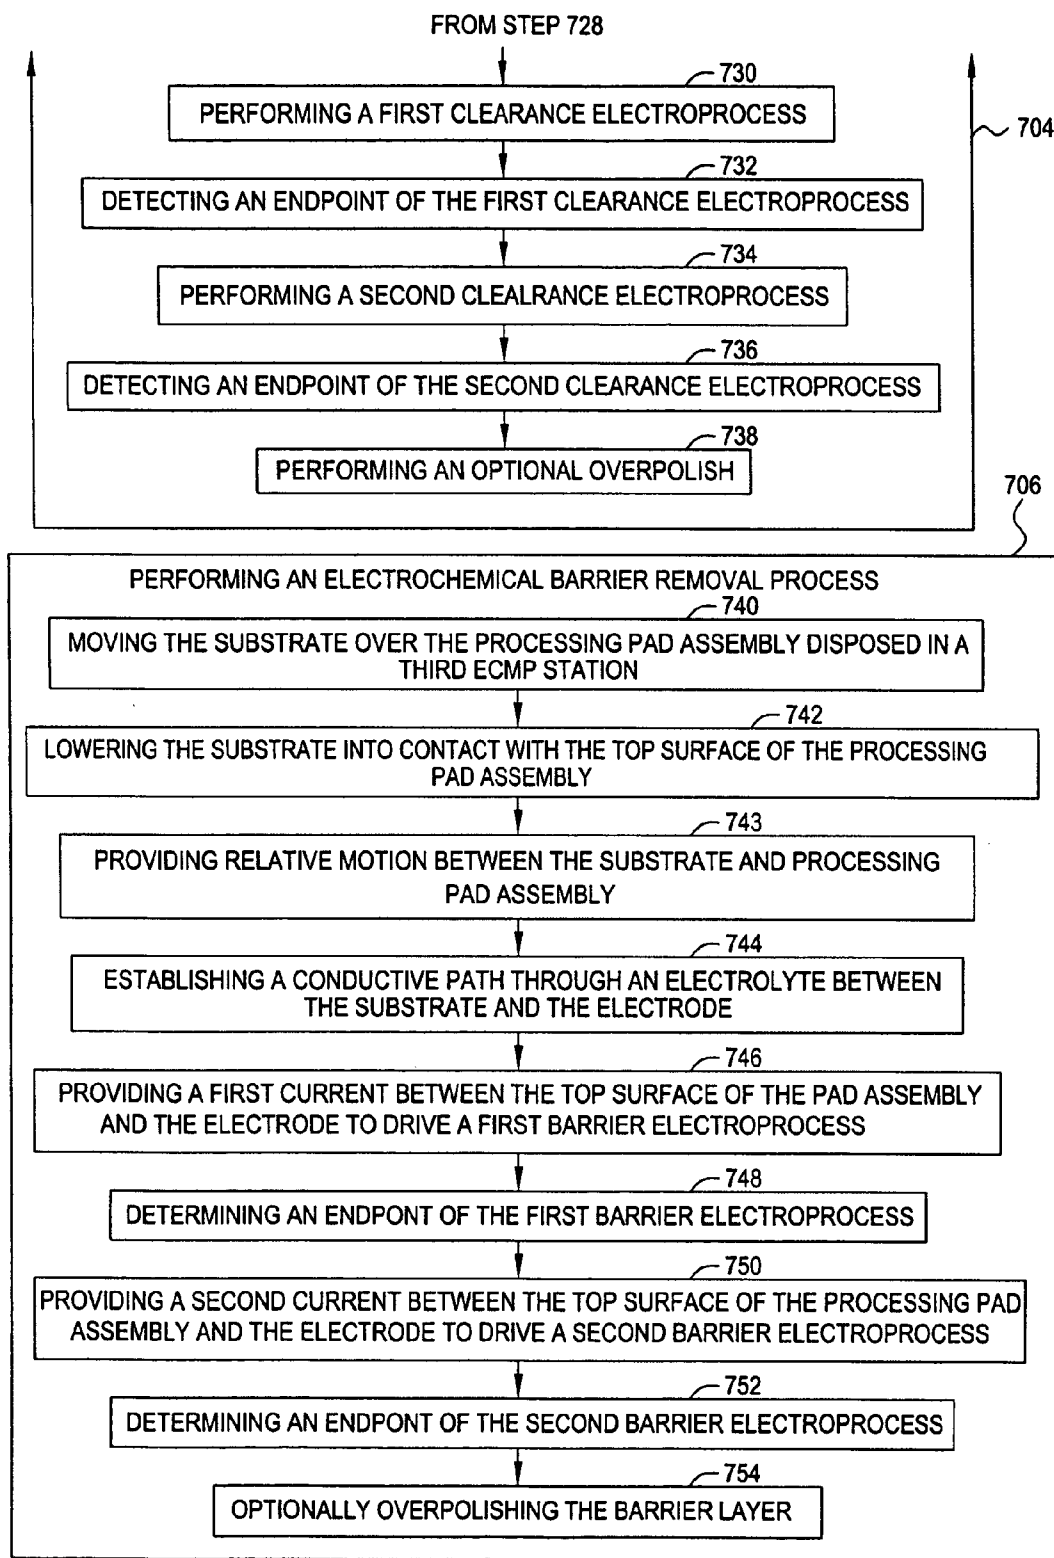 FROM STEP 728
730
PERFORMING A FIRST CLEARANCE ELECTROPROCESS
704
732
DETECTING AN ENDPOINT OF THE FIRST CLEARANCE ELECTROPROCESS
734
PERFORMING A SECOND CLEALRANCE ELECTROPROCESS
736
DETECTING AN ENDPOINT OF THE SECOND CLEARANCE ELECTROPROCESS
738
PERFORMING AN OPTIONAL OVERPOLISH
706
PERFORMING AN ELECTROCHEMICAL BARRIER REMOVAL PROCESS
740
MOVING THE SUBSTRATE OVER THE PROCESSING PAD ASSEMBLY DISPOSED IN A
THIRD ECMP STATION
742
LOWERING THE SUBSTRATE INTO CONTACT WITH THE TOP SURFACE OF THE PROCESSING
PAD ASSEMBLY
743
PROVIDING RELATIVE MOTION BETWEEN THE SUBSTRATE AND PROCESSING
PAD ASSEMBLY
744
ESTABLISHING A CONDUCTIVE PATH THROUGH AN ELECTROLYTE BETWEEN
THE SUBSTRATE AND THE ELECTRODE
746
PROVIDING A FIRST CURRENT BETWEEN THE TOP SURFACE OF THE PAD ASSEMBLY
AND THE ELECTRODE TO DRIVE A FIRST BARRIER ELECTROPROCESS
748
DETERMINING AN ENDPONT OF THE FIRST BARRIER ELECTROPROCESS
750
PROVIDING A SECOND CURRENT BETWEEN THE TOP SURFACE OF THE PROCESSING PAD
ASSEMBLY AND THE ELECTRODE TO DRIVE A SECOND BARRIER ELECTROPROCESS
752
DETERMINING AN ENDPONT OF THE SECOND BARRIER ELECTROPROCESS
754
OPTIONALLY OVERPOLISHING THE BARRIER LAYER